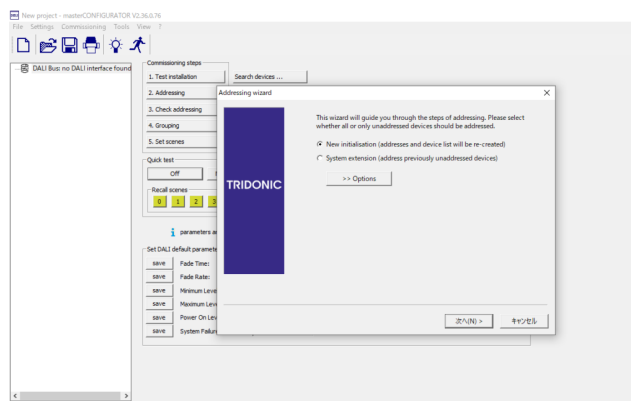 New project - masterCONFIGURATOR V2.36.0.76
File Settings Commissioning Tools View ?
DALI Bus: no DALI interface found
Commissioning steps
1. Test installation
Search devices ...
2. Addressing
3. Check addressing
4. Grouping
5. Set scenes
Quick test
Off
Recall scenes
0 1 2 3
parameters
Set DALI default
save Fade Time:
save Fade Rate:
save Minimum
save Maximum
save Power On
save System
Addressing wizard
TRIDONIC
This wizard will guide you through the steps of addressing. Please select
whether all or only unaddressed devices should be addressed.
New initialisation (addresses and device list will be re-created)
System extension (address previously unaddressed devices)
>> Options
次へ(N) >
キャンセル